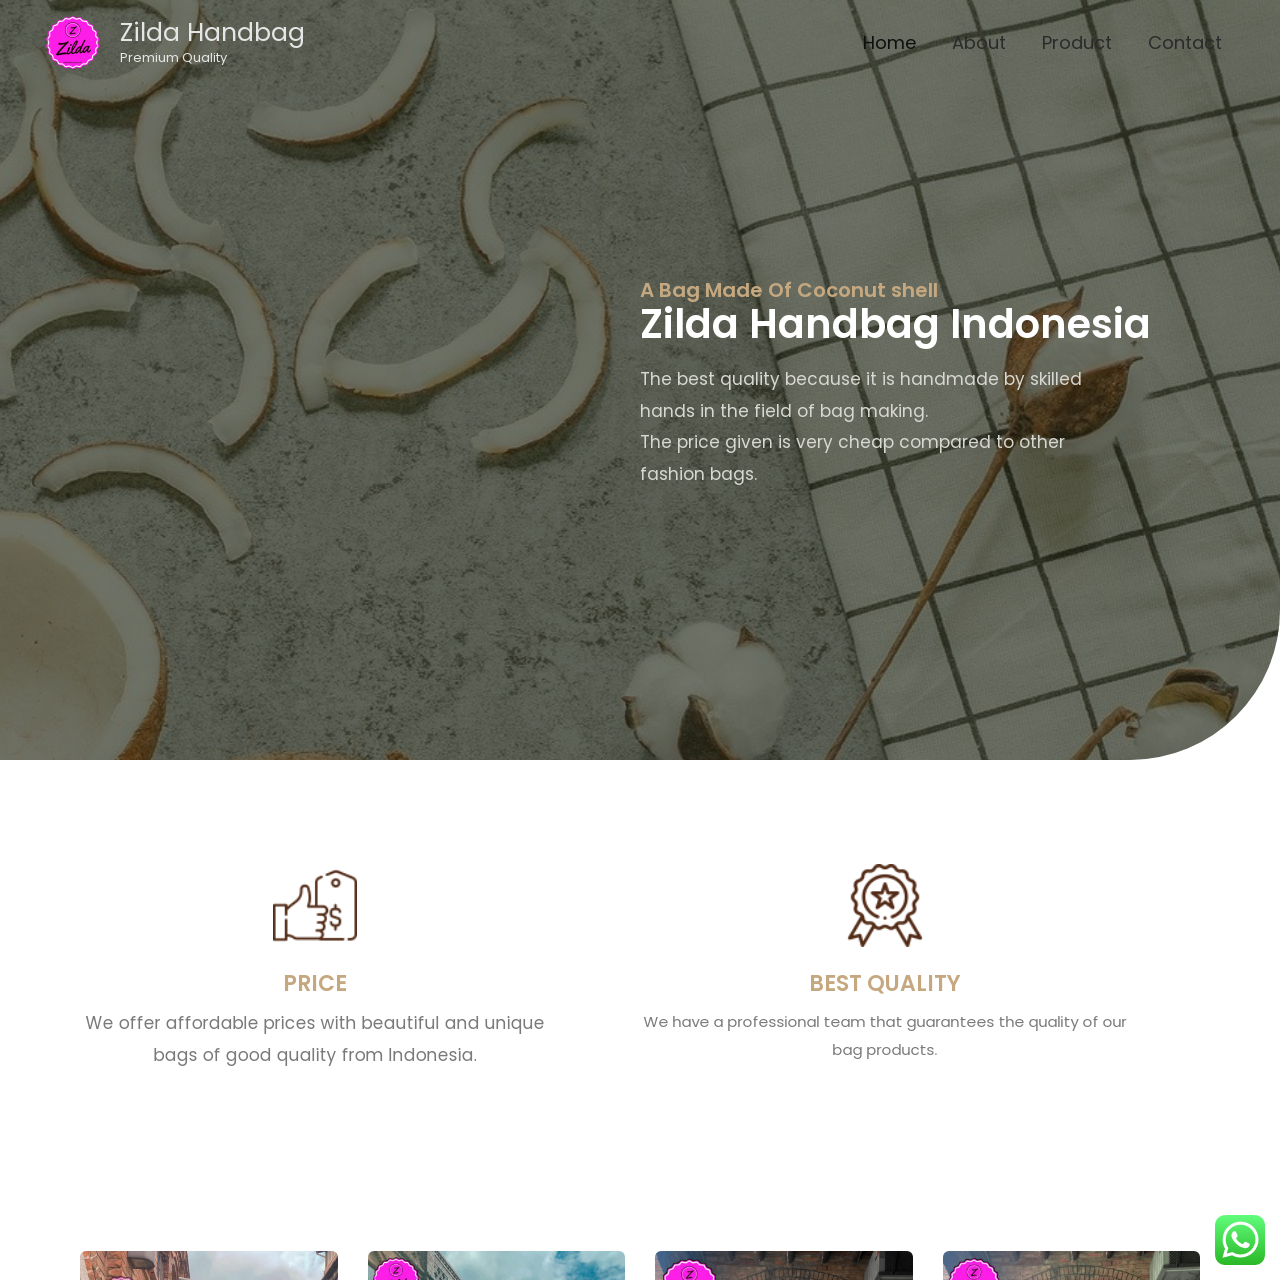 Z
Zilda
Zilda Handbag
Premium Quality
Home
About
Product
Contact
A Bag Made Of Coconut shell
Zilda Handbag Indonesia
The best quality because it is handmade by skilled
hands in the field of bag making.
The price given is very cheap compared to other
fashion bags.
$
PRICE
We offer affordable prices with beautiful and unique
bags of good quality from Indonesia.
BEST QUALITY
We have a professional team that guarantees the quality of our
bag products.
Z
Z
Z